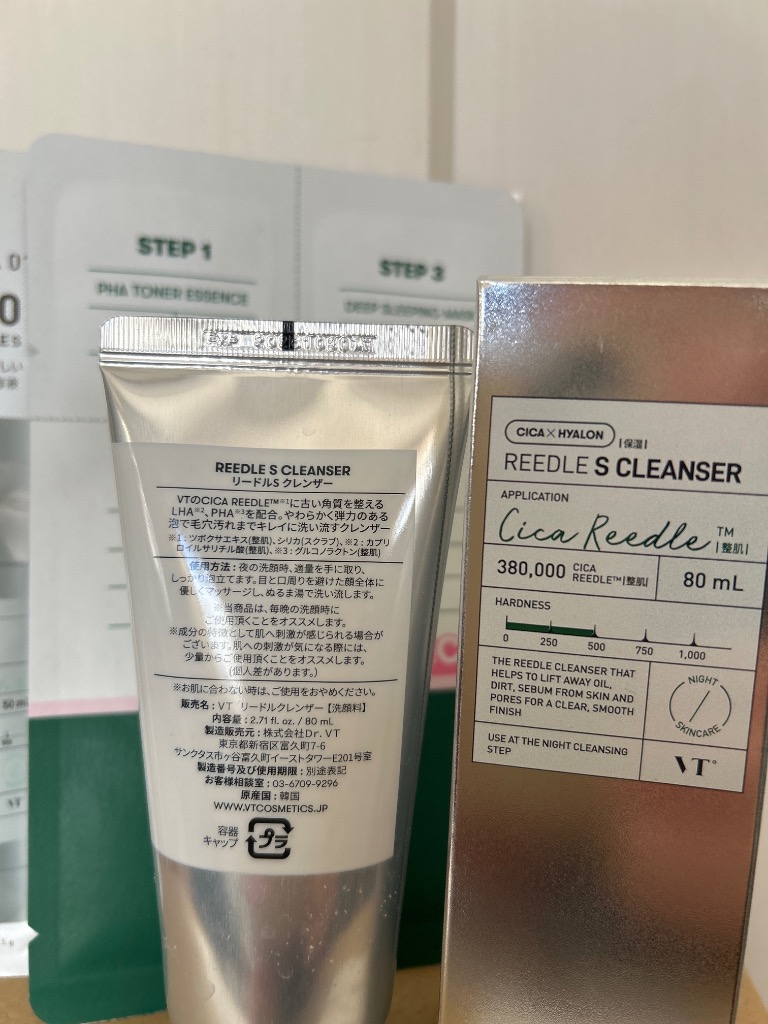 STEP 1
PHA TONER ESSENCE
STEP 3
DEEP SLEEPING MASK
REEDLE S CLEANSER
リードルS クレンザー
VTのCICA REEDLE™※1に古い角質を整える
LHA※2、PHA※3を配合。やわらかく弾力のある
泡で毛穴汚れまでキレイに洗い流すクレンザー
※1：ツボクサエキス(整肌)、シリカ(スクラブ)、※2：カプリ
ロイルサリチル酸(整肌)、※3：グルコノラクトン(整肌)
使用方法：夜の洗顔時、適量を手に取り、
しっかり泡立てます。目と口周りを避けた顔全体に
優しくマッサージし、ぬるま湯で洗い流します。
※当商品は、毎晩の洗顔時に
ご使用頂くことをオススメします。
※成分の特徴として肌へ刺激が感じられる場合が
ございます。肌への刺激が気になる際には、
少量からご使用頂くことをオススメします。
(個人差があります。)
※お肌に合わない時は、ご使用をおやめください。
販売名：VT リードルクレンザー【洗顔料】
内容量：2.71 fl. oz. / 80 mL
製造販売元：株式会社Dr. VT
東京都新宿区富久町7-6
サンクタス市ヶ谷富久町イーストタワーE201号室
製造番号及び使用期限：別途表記
お客様相談室：03-6709-9296
原産国：韓国
WWW.VTCOSMETICS.JP
容器
キャップ
プラ
CICA×HYALON |保湿|
REEDLE S CLEANSER
APPLICATION
Cica Reedle™ |整肌|
380,000 CICA REEDLE™|整肌|
80 mL
HARDNESS
0 250 500 750 1,000
THE REEDLE CLEANSER THAT
HELPS TO LIFT AWAY OIL,
DIRT, SEBUM FROM SKIN AND
PORES FOR A CLEAR, SMOOTH
FINISH
NIGHT
SKINCARE
USE AT THE NIGHT CLEANSING
STEP
VT